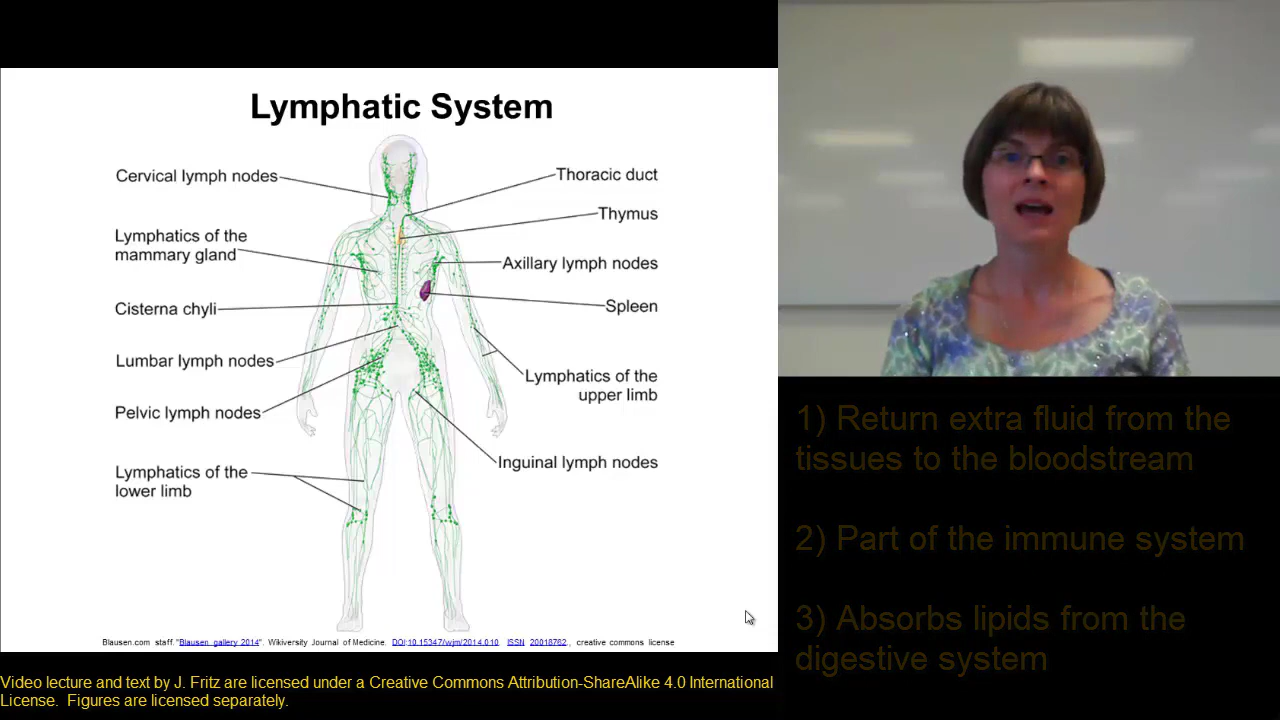 Lymphatic System
Cervical lymph nodes
Lymphatics of the
mammary gland
Cisterna chyli
Lumbar lymph nodes
Pelvic lymph nodes
Lymphatics of the
lower limb
Thoracic duct
Thymus
Axillary lymph nodes
Spleen
Lymphatics of the
upper limb
Inguinal lymph nodes
Blausen.com staff. "Blausen gallery 2014". Wikiversity Journal of Medicine. DOI:10.15347/wjm/2014.010 ISSN 20018762., creative commons license
Video lecture and text by J. Fritz are licensed under a Creative Commons Attribution-ShareAlike 4.0 International
License. Figures are licensed separately.
1) Return extra fluid from the
tissues to the bloodstream
2) Part of the immune system
3) Absorbs lipids from the
digestive system